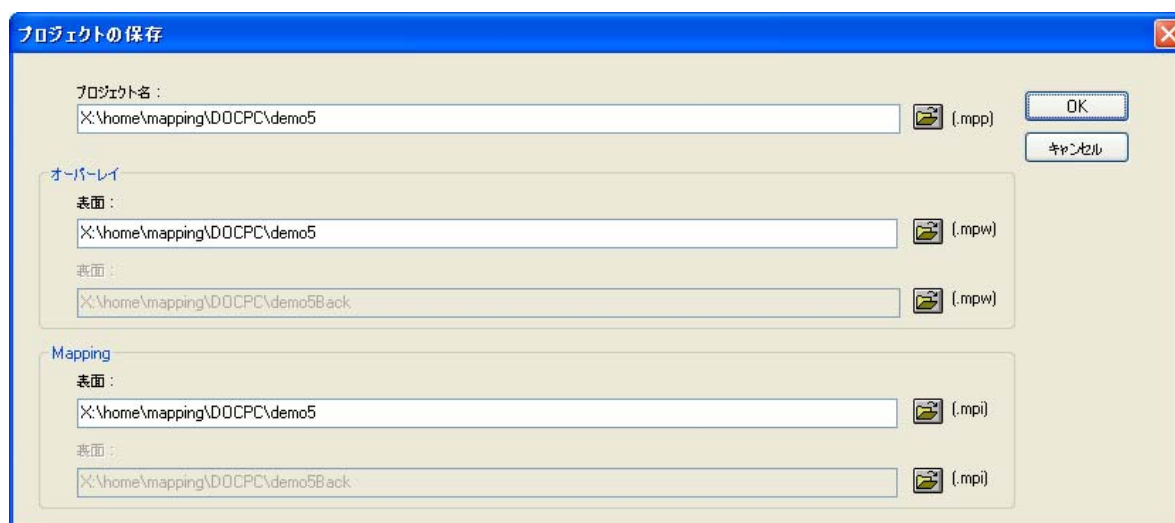 プロジェクトの保存
プロジェクト名：
X:\home\mapping\DOCPC\demo5 (.mpp)
OK
キャンセル
オーバーレイ
表面：
X:\home\mapping\DOCPC\demo5 (.mpw)
裏面：
X:\home\mapping\DOCPC\demo5Back (.mpw)
Mapping
表面：
X:\home\mapping\DOCPC\demo5 (.mpi)
裏面：
X:\home\mapping\DOCPC\demo5Back (.mpi)